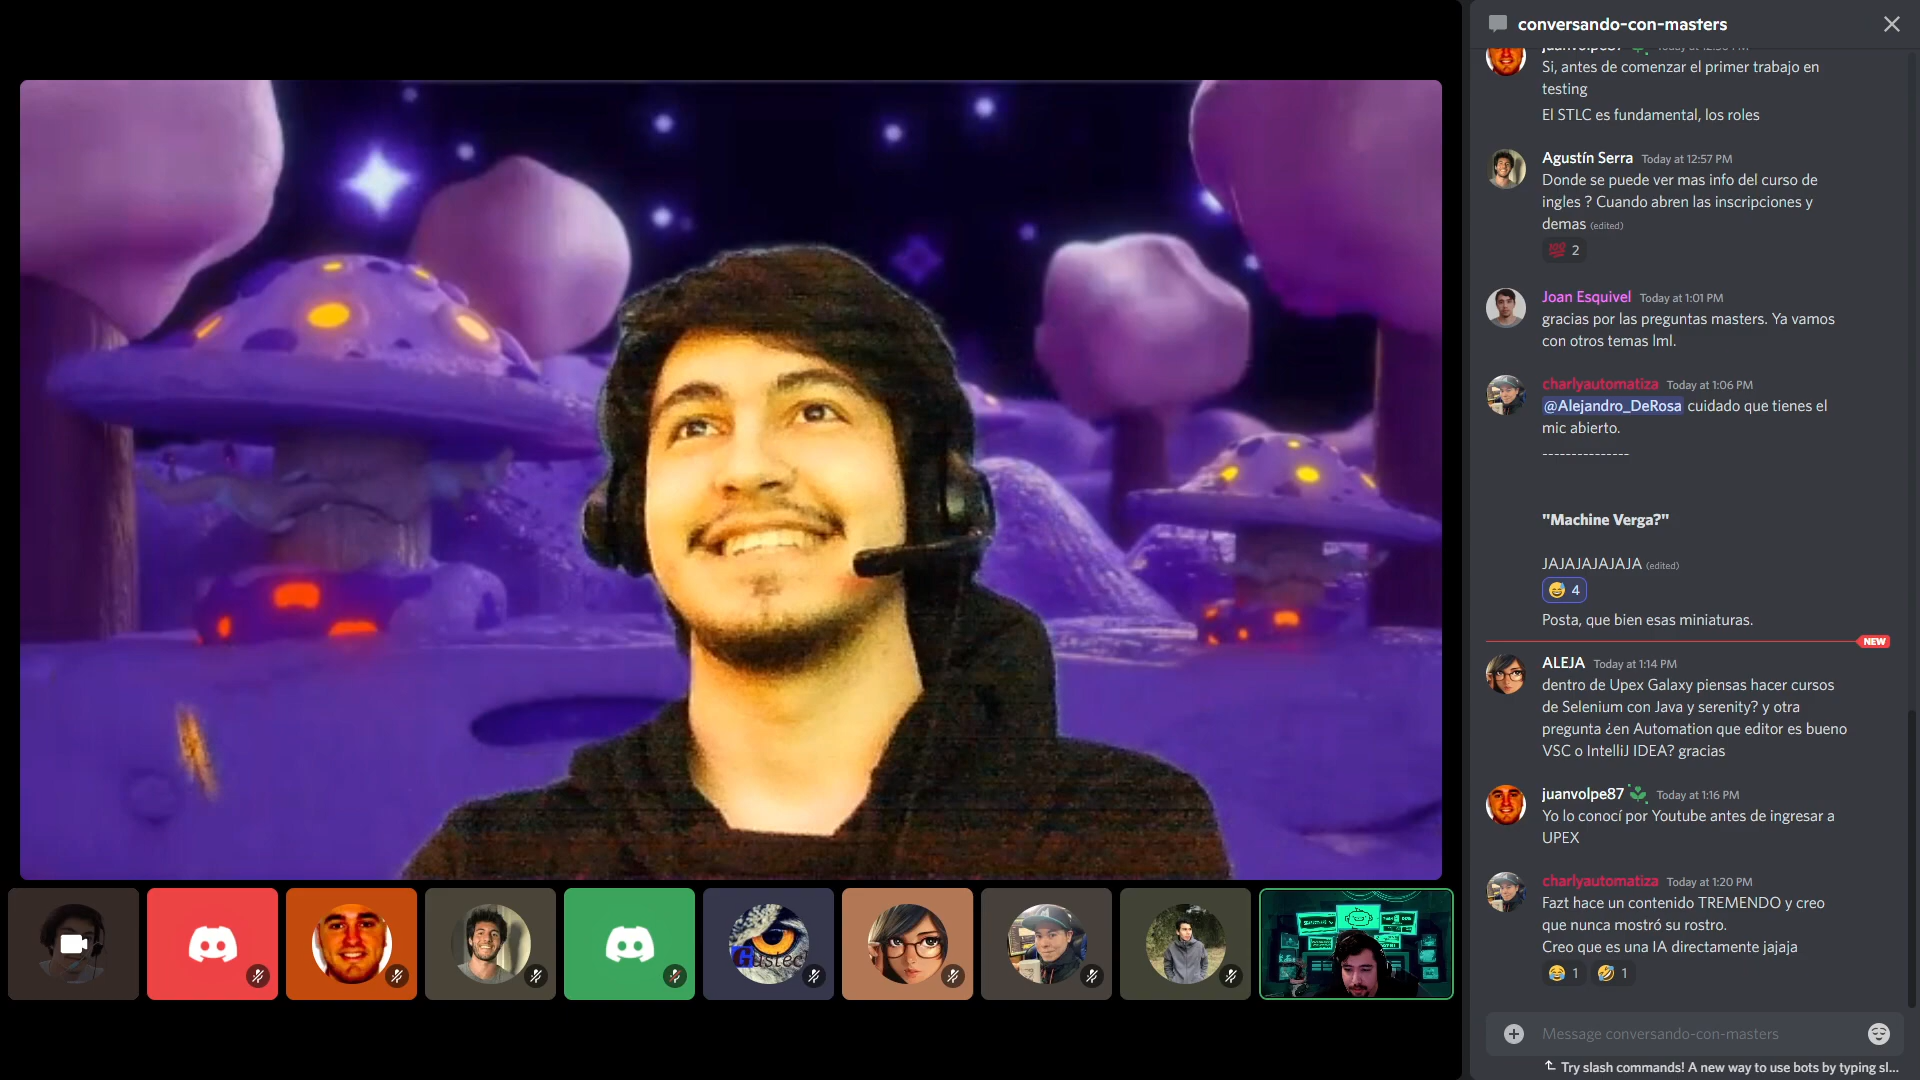 conversando-con-masters
juanvolpe87 Today at 12:56 PM
Si, antes de comenzar el primer trabajo en
testing
El STLC es fundamental, los roles
Agustín Serra Today at 12:57 PM
Donde se puede ver mas info del curso de
ingles ? Cuando abren las inscripciones y
demas (edited)
2
Joan Esquivel Today at 1:01 PM
gracias por las preguntas masters. Ya vamos
con otros temas lml.
charlyautomatiza Today at 1:06 PM
@Alejandro_DeRosa cuidado que tienes el
mic abierto.
---------------
"Machine Verga?"
JAJAJAJAJAJA (edited)
4
Posta, que bien esas miniaturas.
NEW
ALEJA Today at 1:14 PM
dentro de Upex Galaxy piensas hacer cursos
de Selenium con Java y serenity? y otra
pregunta ¿en Automation que editor es bueno
VSC o IntelliJ IDEA? gracias
juanvolpe87 Today at 1:16 PM
Yo lo conocí por Youtube antes de ingresar a
UPEX
charlyautomatiza Today at 1:20 PM
Fazt hace un contenido TREMENDO y creo
que nunca mostró su rostro.
Creo que es una IA directamente jajaja
1 1
Message conversando-con-masters
Try slash commands! A new way to use bots by typing sl...